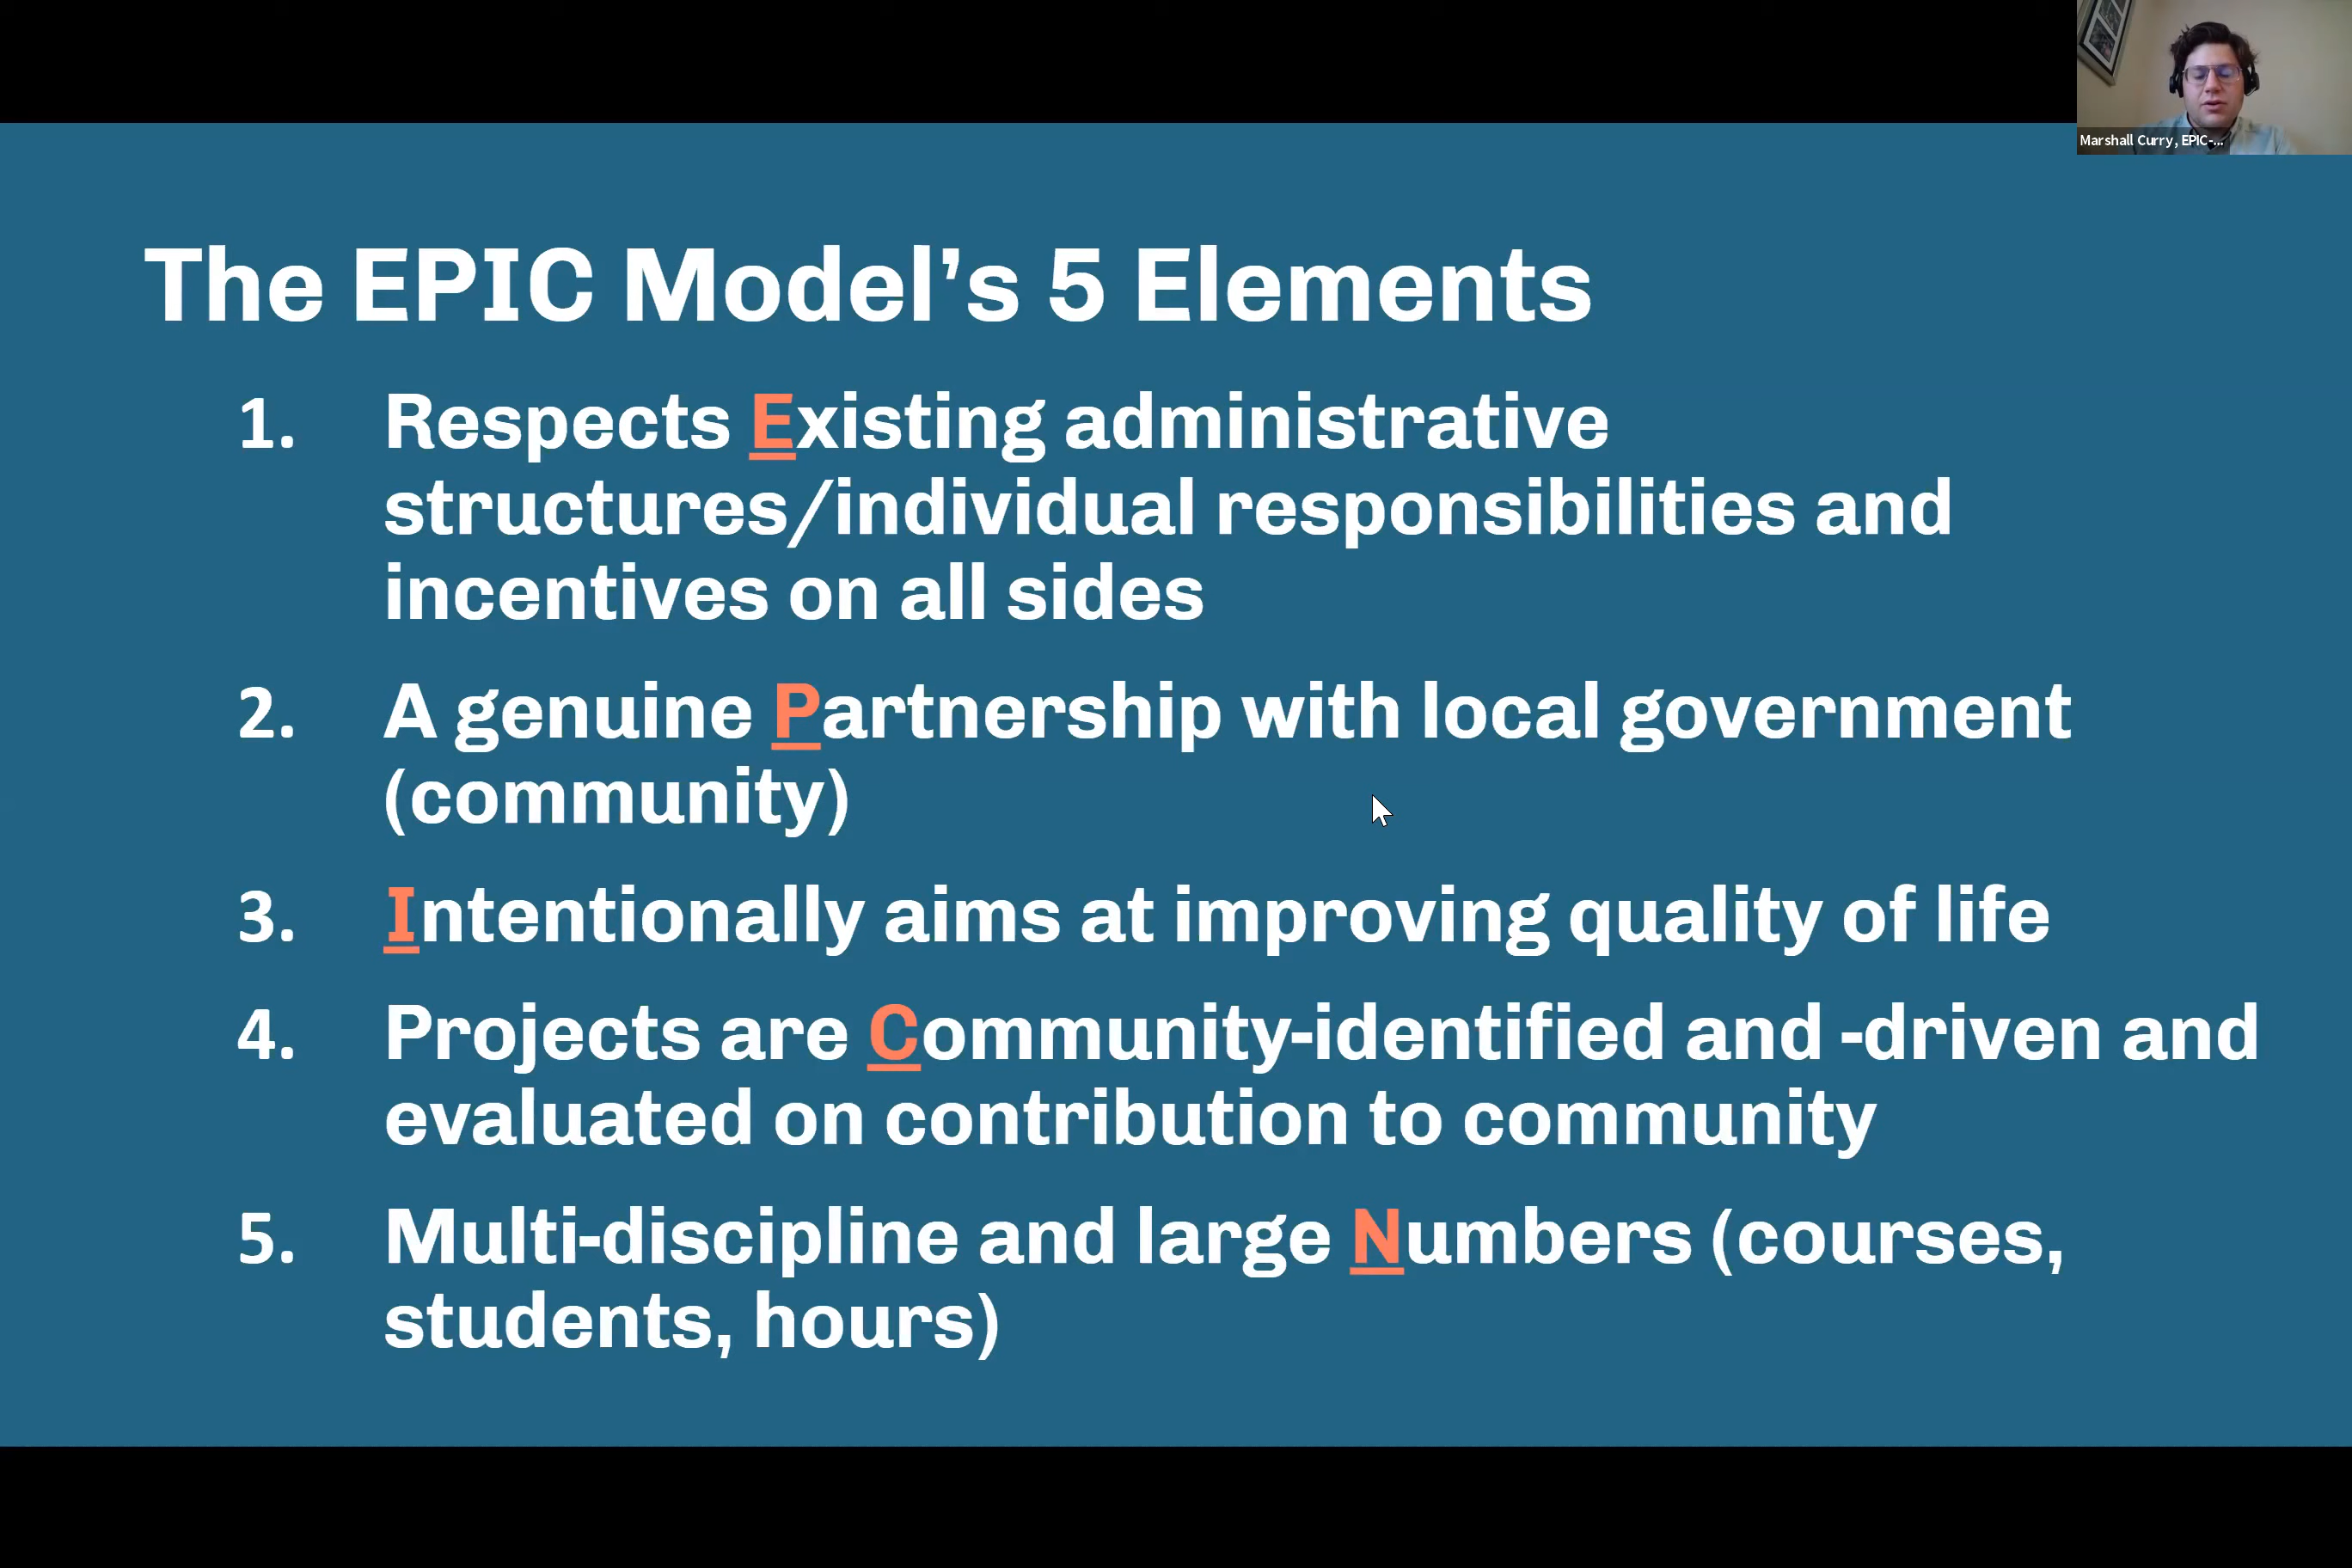 Marshall Curry, EPIC-...
The EPIC Model’s 5 Elements
1. Respects Existing administrative
structures/individual responsibilities and
incentives on all sides
2. A genuine Partnership with local government
(community)
3. Intentionally aims at improving quality of life
4. Projects are Community-identified and -driven and
evaluated on contribution to community
5. Multi-discipline and large Numbers (courses,
students, hours)